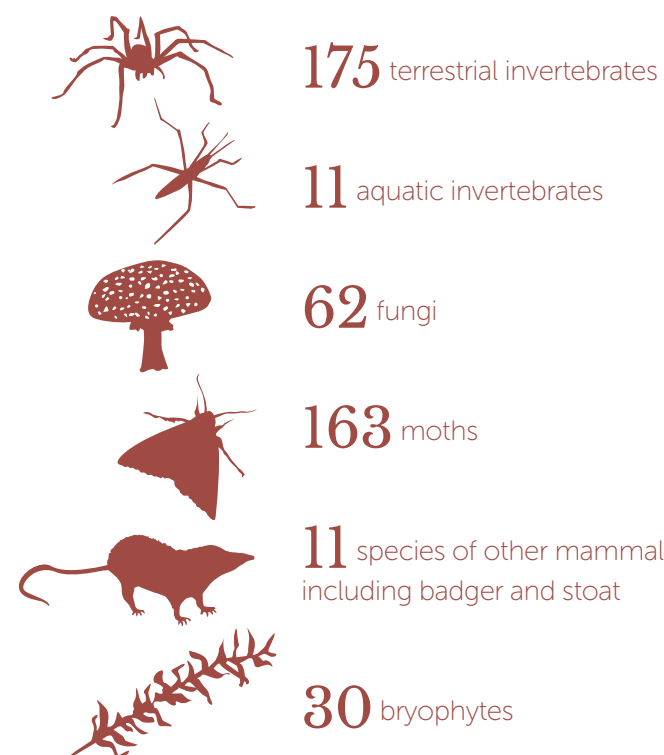 175 terrestrial invertebrates
11 aquatic invertebrates
62 fungi
163 moths
11 species of other mammal
including badger and stoat
30 bryophytes